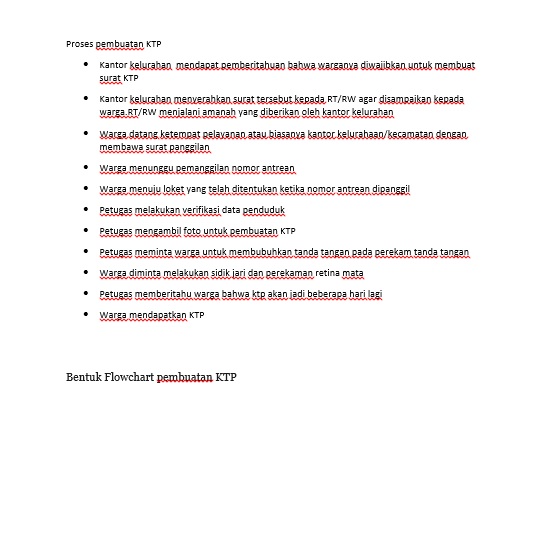 Proses pembuatan KTP
• Kantor kelurahan mendapat pemberitahuan bahwa warganya diwajibkan untuk membuat
surat KTP
• Kantor kelurahan menyerahkan surat tersebut kepada RT/RW agar disampaikan kepada
warga.RT/RW menjalani amanah yang diberikan oleh kantor kelurahan
• Warga datang ketempat pelayanan atau biasanya kantor kelurahaan/kecamatan dengan
membawa surat panggilan
• Warga menunggu pemanggilan nomor antrean
• Warga menuju loket yang telah ditentukan ketika nomor antrean dipanggil
• Petugas melakukan verifikasi data penduduk
• Petugas mengambil foto untuk pembuatan KTP
• Petugas meminta warga untuk membubuhkan tanda tangan pada perekam tanda tangan
• Warga diminta melakukan sidik jari dan perekaman retina mata
• Petugas memberitahu warga bahwa ktp akan jadi beberapa hari lagi
• Warga mendapatkan KTP
Bentuk Flowchart pembuatan KTP